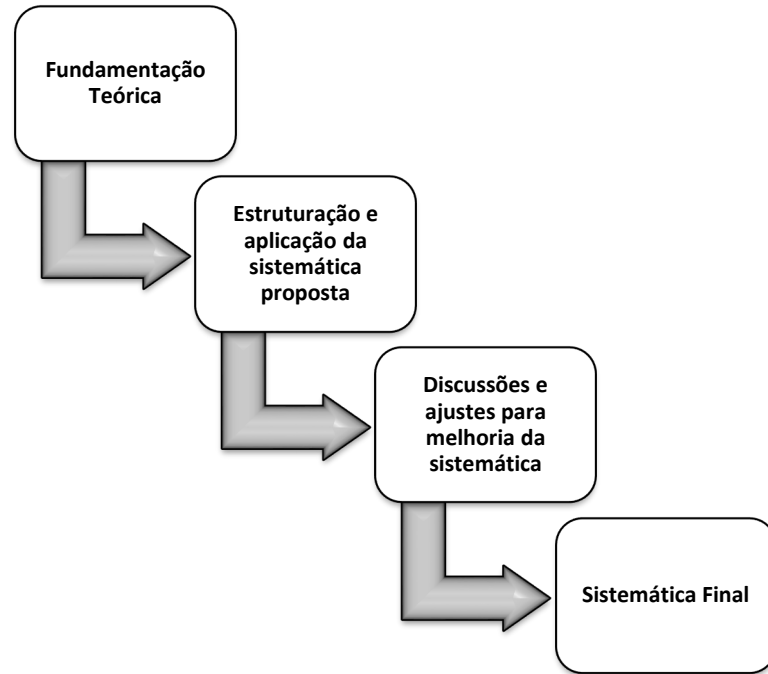 Fundamentação
Teórica
Estruturação e
aplicação da
sistemática
proposta
Discussões e
ajustes para
melhoria da
sistemática
Sistemática Final